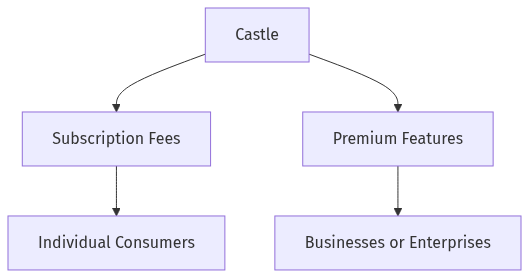 Castle
Subscription Fees
Premium Features
Individual Consumers
Businesses or Enterprises